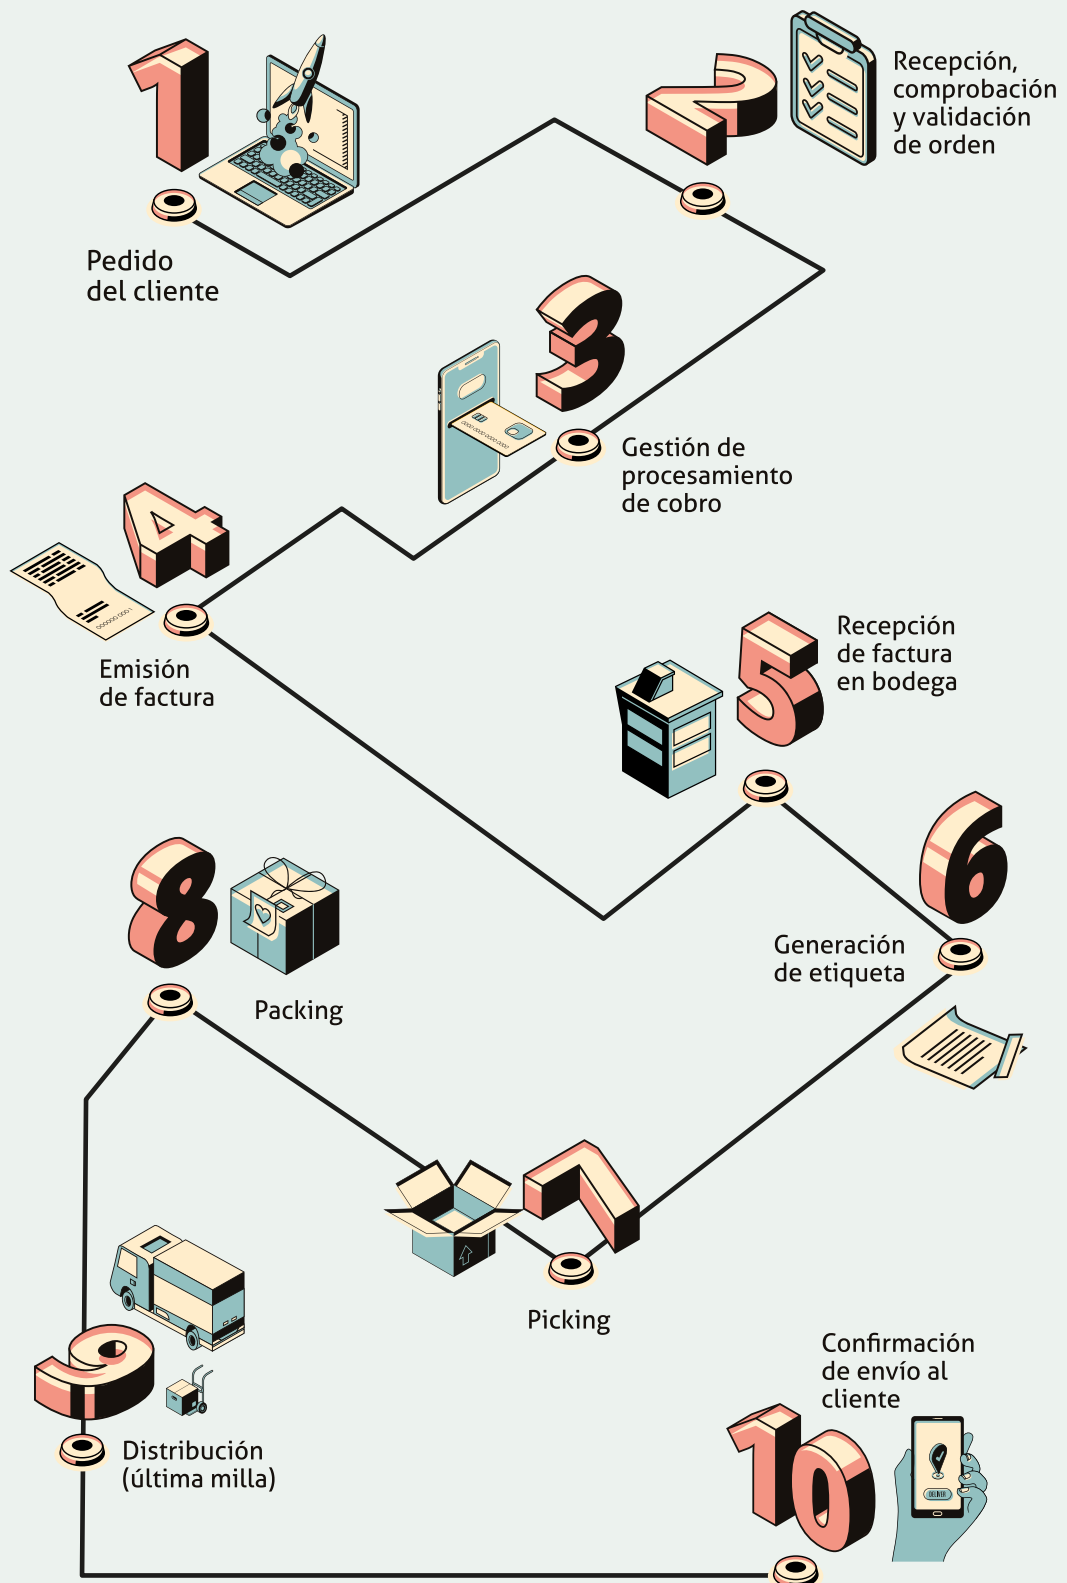 1
Pedido
del cliente
2
Recepción,
comprobación
y validación
de orden
3
Gestión de
procesamiento
de cobro
4
Emisión
de factura
5
Recepción
de factura
en bodega
6
Generación
de etiqueta
7
Picking
8
Packing
9
Distribución
(última milla)
10
Confirmación
de envío al
cliente
DELIVER